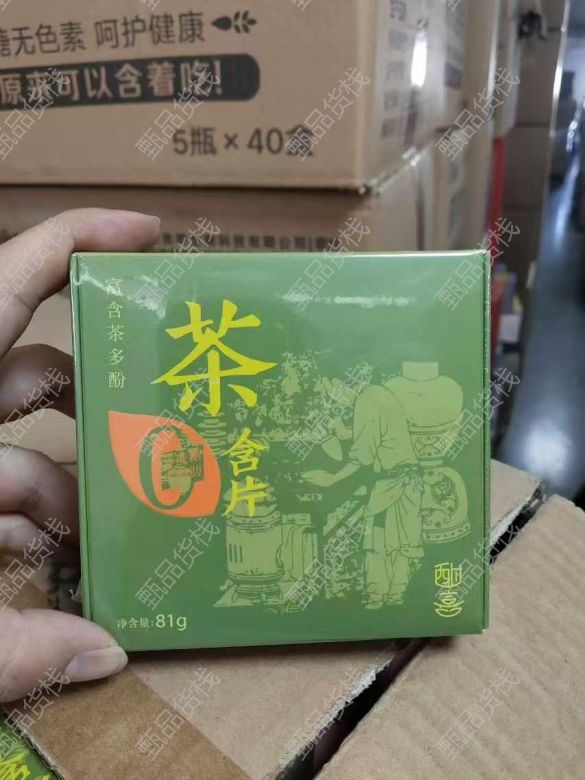 糖无色素 呵护健康
原来可以含着吃!
5瓶×40盒
富含茶多酚
茶
含片
0
净含量:81g
甄品货栈